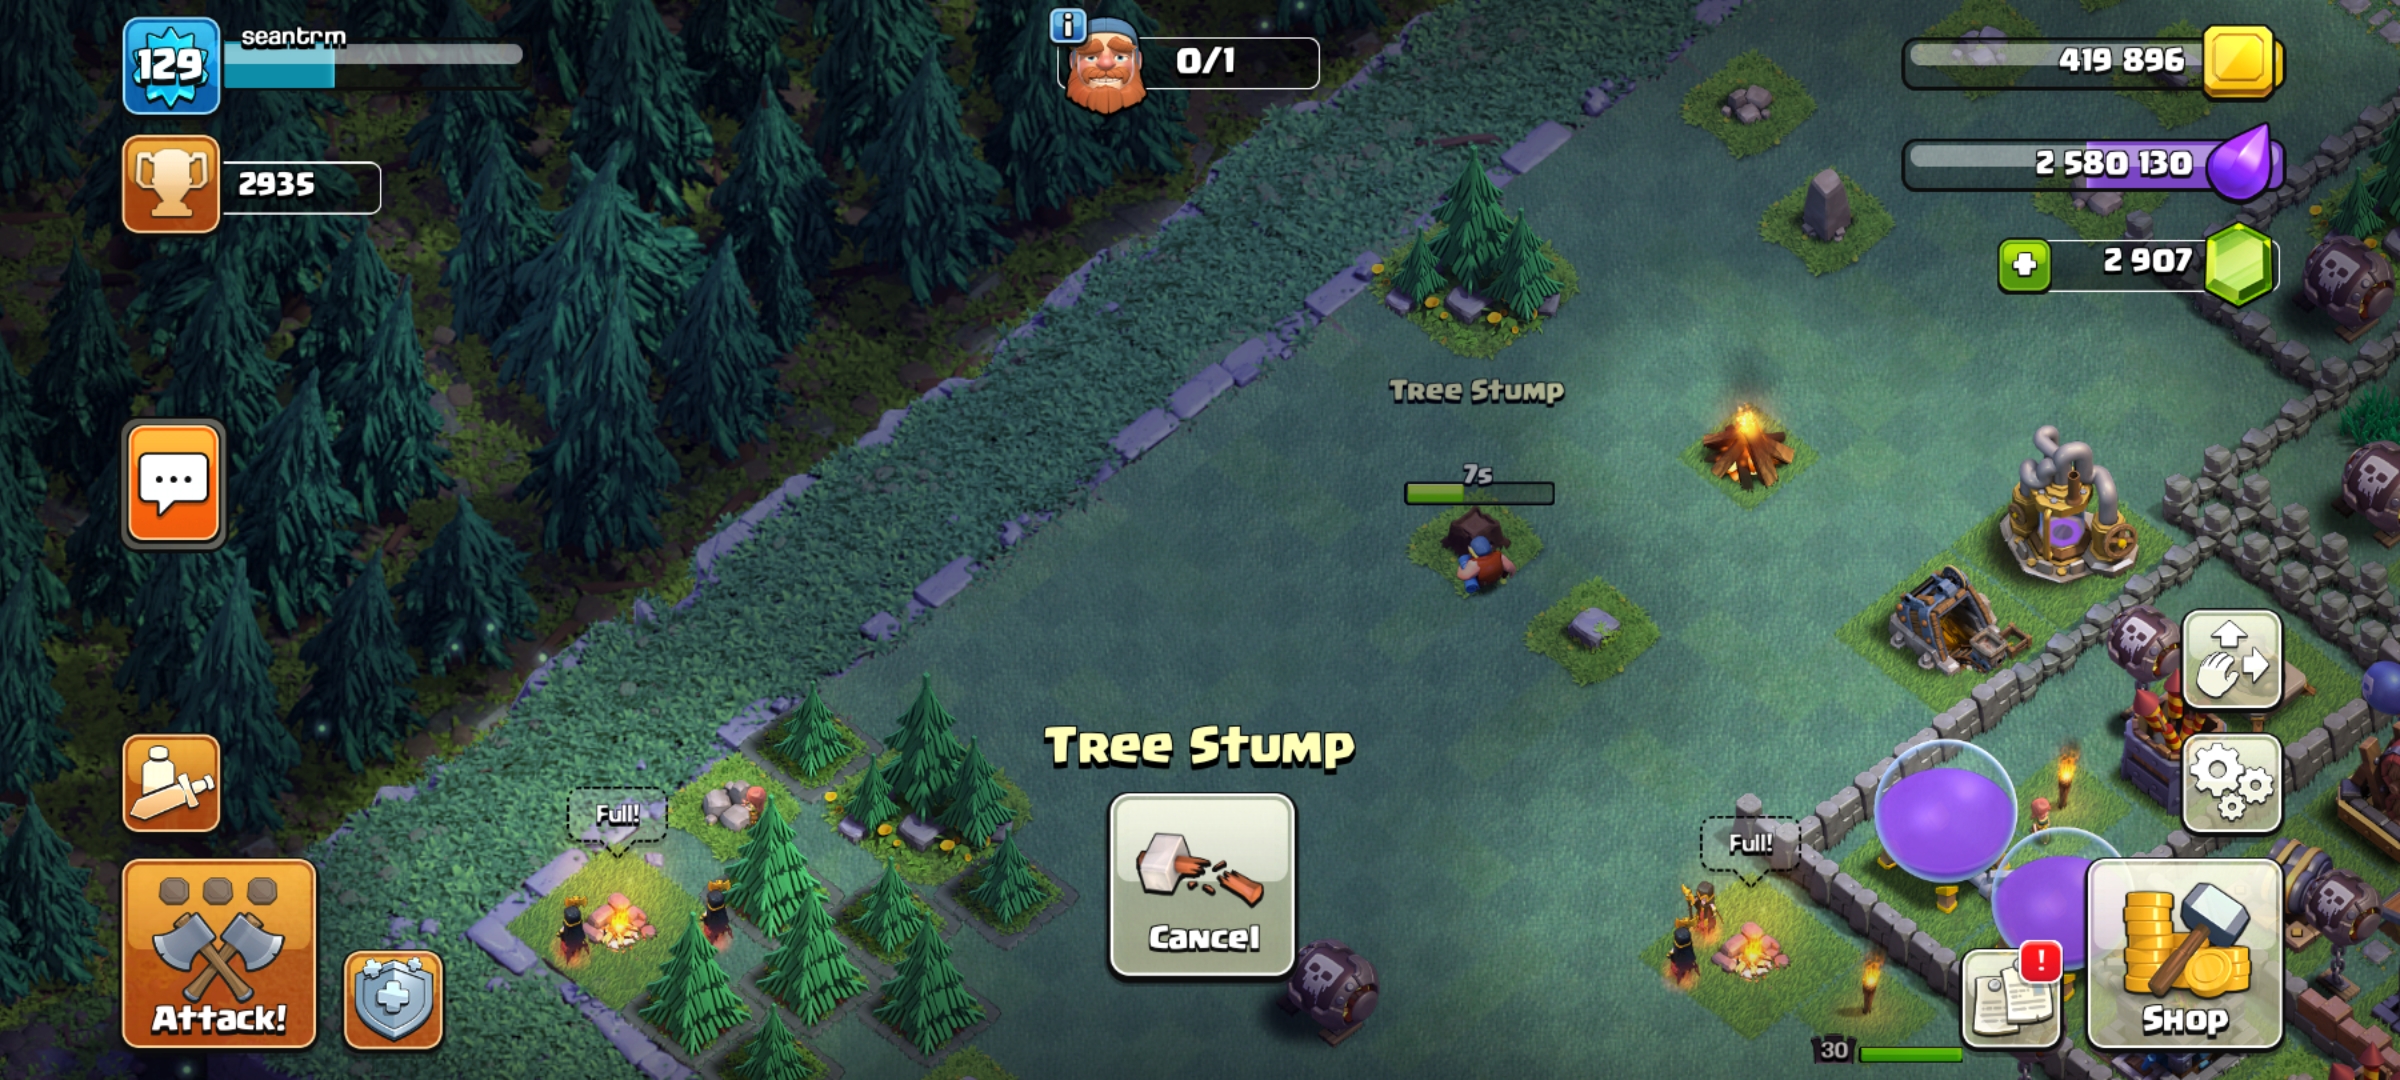 129
seantrm
i
0/1
419 896
2935
2 580 130
2 907
Tree Stump
7s
Tree Stump
Full!
Full!
Cancel
!
Attack!
Shop
30